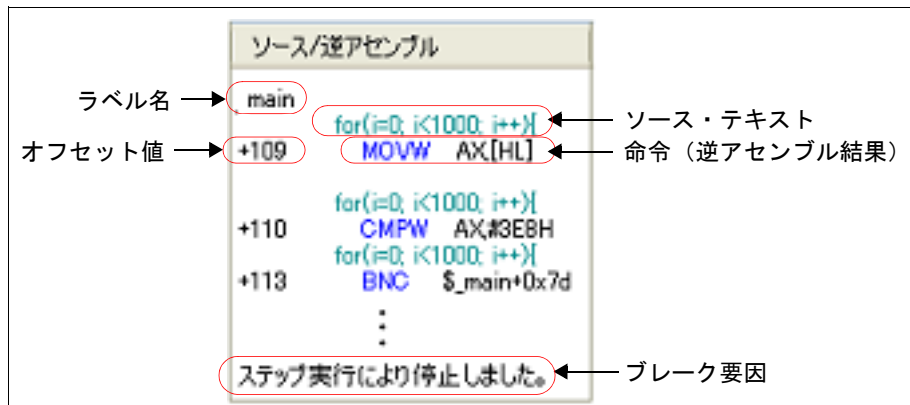 ソース/逆アセンブル
ラベル名
main
for(i=0; i<1000; i++){
ソース・テキスト
オフセット値
+109 MOVW AX,[HL]
命令（逆アセンブル結果）
for(i=0; i<1000; i++){
+110 CMPW AX,#3E8H
for(i=0; i<1000; i++){
+113 BNC $_main+0x7d
ステップ実行により停止しました。
ブレーク要因